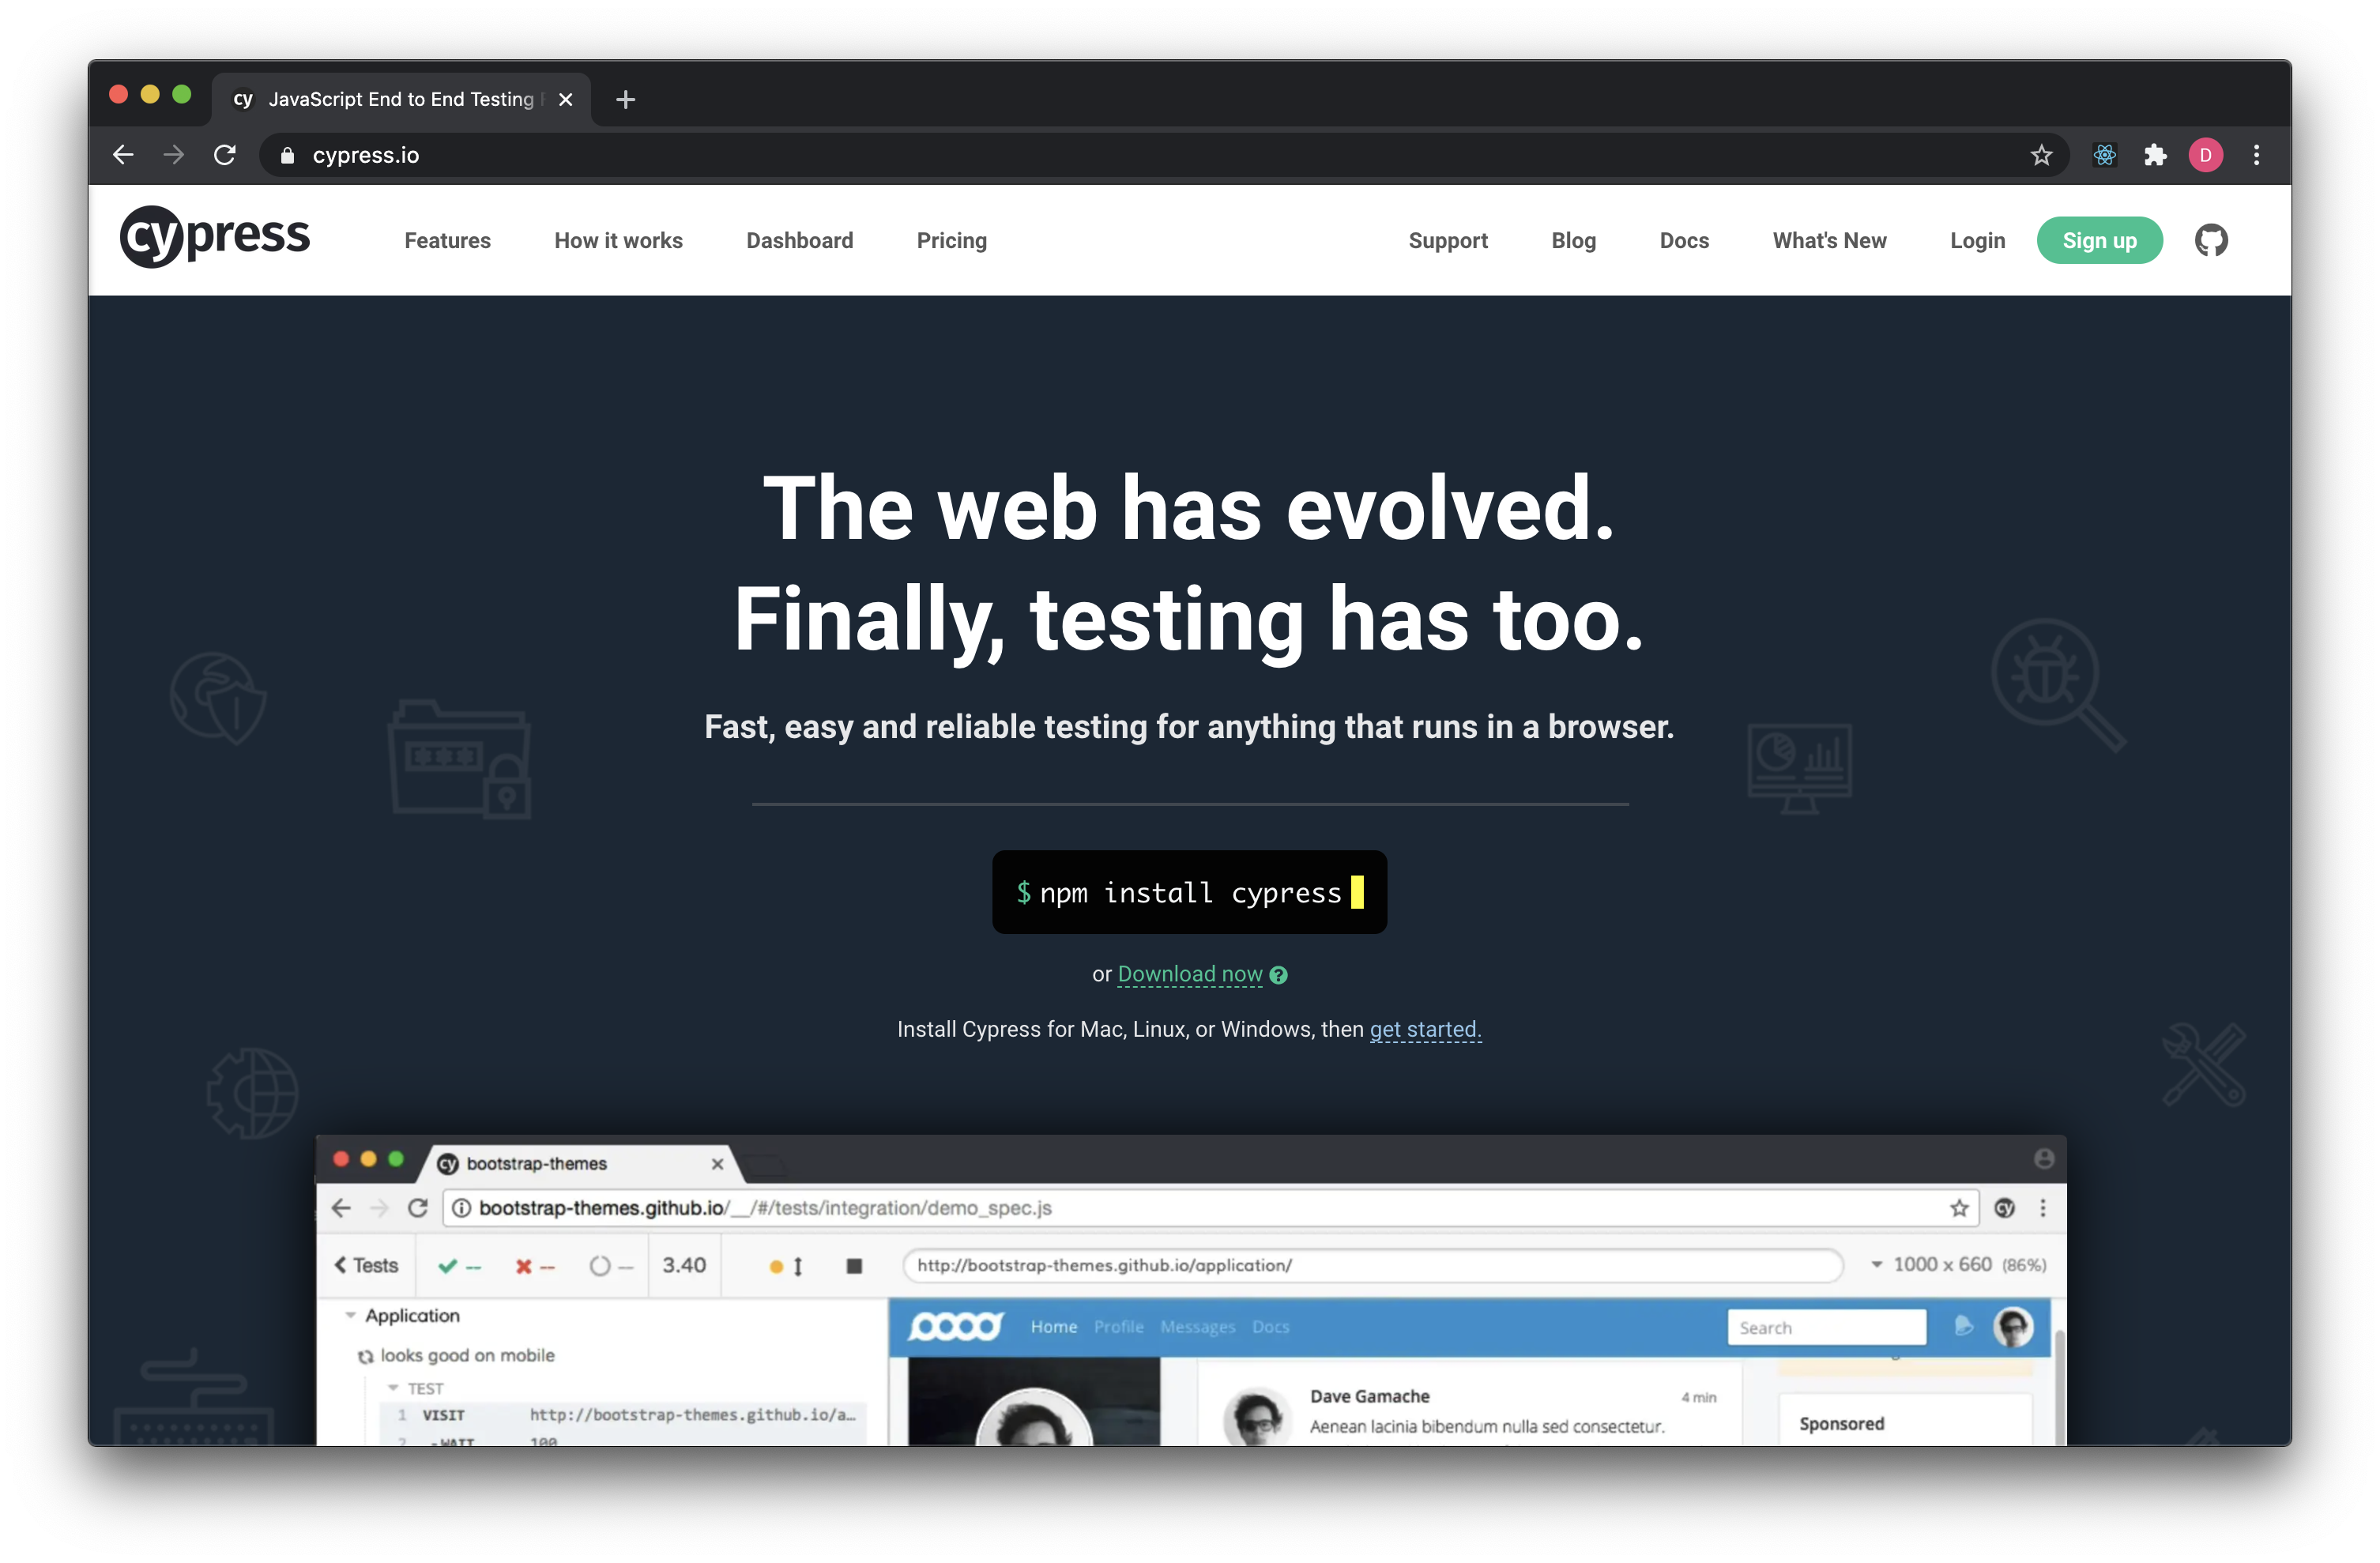 cy JavaScript End to End Testing
cypress.io
D
cypress
Features How it works Dashboard Pricing Support Blog Docs What's New Login Sign up
The web has evolved.
Finally, testing has too.
Fast, easy and reliable testing for anything that runs in a browser.
***
$ npm install cypress
or Download now ?
Install Cypress for Mac, Linux, or Windows, then get started.
cy bootstrap-themes
bootstrap-themes.github.io/__/#/tests/integration/demo_spec.js cy
Tests -- -- -- 3.40 http://bootstrap-themes.github.io/application/ 1000 x 660 (86%)
Application
Home Profile Messages Docs Search
looks good on mobile
TEST
Dave Gamache 4 min
1 VISIT http://bootstrap-themes.github.io/a…
Aenean lacinia bibendum nulla sed consectetur.
Sponsored
2 -WAIT 100